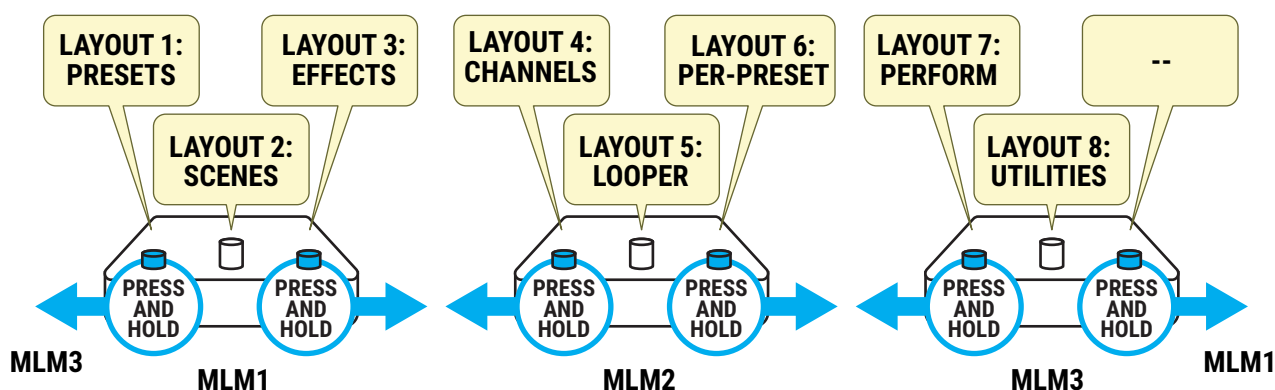 LAYOUT 1:
PRESETS
LAYOUT 3:
EFFECTS
LAYOUT 2:
SCENES
LAYOUT 4:
CHANNELS
LAYOUT 6:
PER-PRESET
LAYOUT 5:
LOOPER
LAYOUT 7:
PERFORM
--
LAYOUT 8:
UTILITIES
PRESS
AND
HOLD
PRESS
AND
HOLD
PRESS
AND
HOLD
PRESS
AND
HOLD
PRESS
AND
HOLD
PRESS
AND
HOLD
MLM3
MLM1
MLM2
MLM3
MLM1